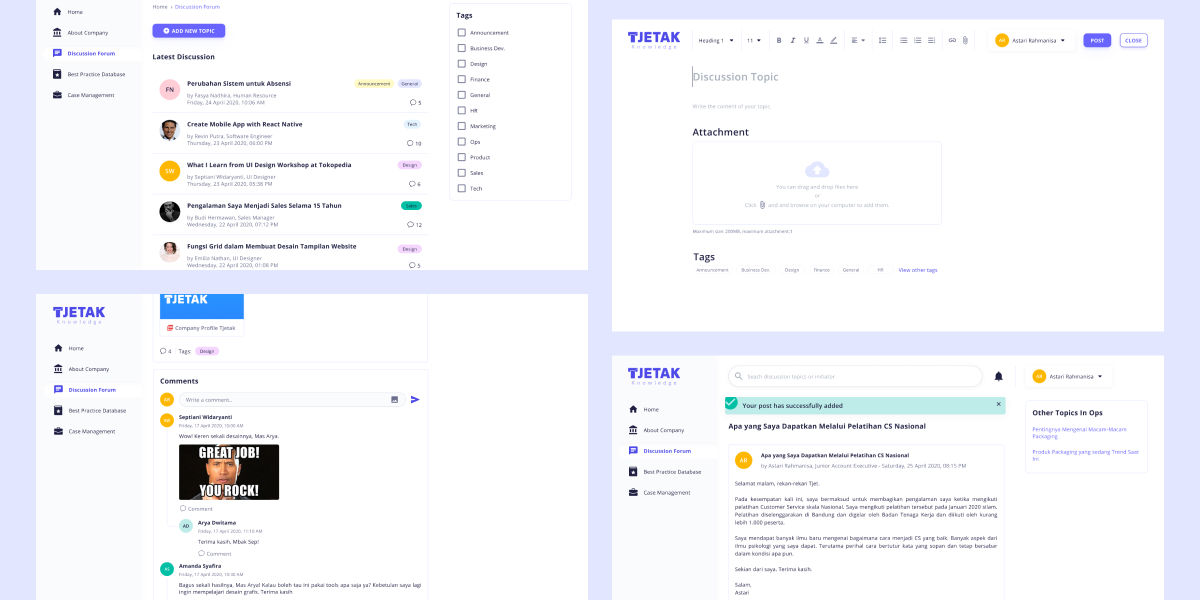 Home
About Company
Discussion Forum
Best Practice Database
Case Management
Home › Discussion Forum
ADD NEW TOPIC
Latest Discussion
FN
Perubahan Sistem untuk Absensi
Announcement
General
by Fasya Nadhira, Human Resource
Friday, 24 April 2020, 10:06 AM
5
Create Mobile App with React Native
Tech
by Revin Putra, Software Engineer
Thursday, 23 April 2020, 06:00 PM
10
SW
What I Learn from UI Design Workshop at Tokopedia
Design
by Septiani Widaryanti, UI Designer
Thursday, 23 April 2020, 05:38 PM
6
Pengalaman Saya Menjadi Sales Selama 15 Tahun
Sales
by Budi Hermawan, Sales Manager
Wednesday, 22 April 2020, 07:12 PM
12
Fungsi Grid dalam Membuat Desain Tampilan Website
Design
by Emilia Nathan, UI Designer
Wednesday, 22 April 2020, 01:08 PM
5
Tags
Announcement
Business Dev.
Design
Finance
General
HR
Marketing
Ops
Product
Sales
Tech
TJETAK
Knowledge
Heading 1
11
B I U A
AR
Astari Rahmanisa
POST
CLOSE
Discussion Topic
Write the content of your topic
Attachment
You can drag and drop files here
or
Click and and browse on your computer to add them.
Maximum size: 200MB, maximum attachment:1
Tags
Announcement
Business Dev.
Design
Finance
General
HR
View other tags
TJETAK
Knowledge
Home
About Company
Discussion Forum
Best Practice Database
Case Management
TJETAK
Company Profile Tjetak
4
Tags:
Design
Comments
AR
Write a comment..
AR
Septiani Widaryanti
Friday, 17 April 2020, 10:00 AM
Wow! Keren sekali desainnya, Mas Arya.
GREAT JOB!
YOU ROCK!
Comment
AD
Arya Dwitama
Friday, 17 April 2020, 11:10 AM
Terima kasih, Mbak Sep!
Comment
AS
Amanda Syafira
Friday, 17 April 2020, 10:30 AM
Bagus sekali hasilnya, Mas Arya! Kalau boleh tau ini pakai tools apa saja ya? Kebetulan saya lagi
ingin mempelajari desain grafis. Terima kasih
TJETAK
Knowledge
Home
About Company
Discussion Forum
Best Practice Database
Case Management
Seach discussion topics or initiator
AR
Astari Rahmanisa
Your post has successfully added
×
Apa yang Saya Dapatkan Melalui Pelatihan CS Nasional
AR
Apa yang Saya Dapatkan Melalui Pelatihan CS Nasional
by Astari Rahmanisa, Junior Account Executive - Saturday, 25 April 2020, 08:15 PM
Selamat malam, rekan-rekan Tjet.
Pada kesempatan kali ini, saya bermaksud untuk membagikan pengalaman saya ketika mengikuti
pelatihan Customer Service skala Nasional. Saya mengikuti pelatihan tersebut pada Januari 2020 silam.
Pelatihan diselenggarakan di Bandung dan digelar oleh Badan Tenaga Kerja dan diikuti oleh kurang
lebih 1.000 peserta.
Saya mendapat banyak ilmu baru mengenai bagaimana cara menjadi CS yang baik. Banyak aspek dari
ilmu psikologi yang saya dapat. Terutama perihal cara bertutur kata yang sopan dan tetap bersabar
dalam kondisi apa pun.
Sekian dari saya. Terima kasih.
Salam,
Astari
Other Topics In Ops
Pentingnya Mengenal Macam-Macam
Packaging
Produk Packaging yang sedang Trend Saat
Ini